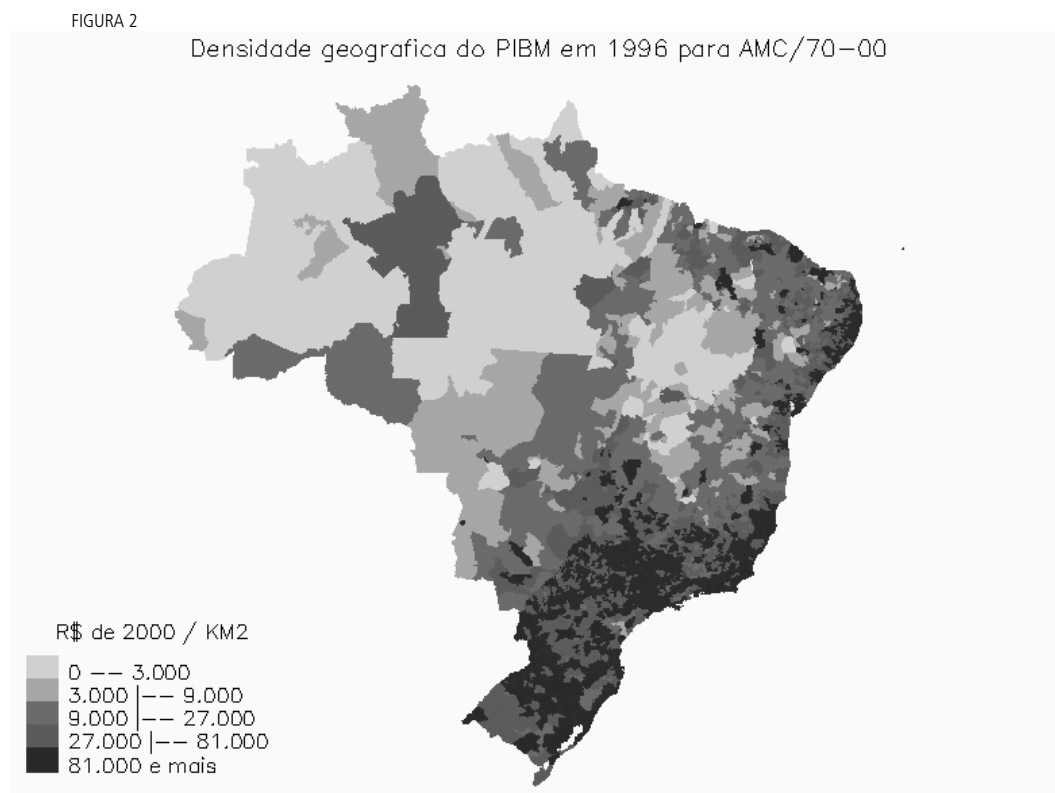 FIGURA 2
Densidade geografica do PIBM em 1996 para AMC/70-00
R$ de 2000 / KM2
0 -- 3.000
3.000 |-- 9.000
9.000 |-- 27.000
27.000 |-- 81.000
81.000 e mais